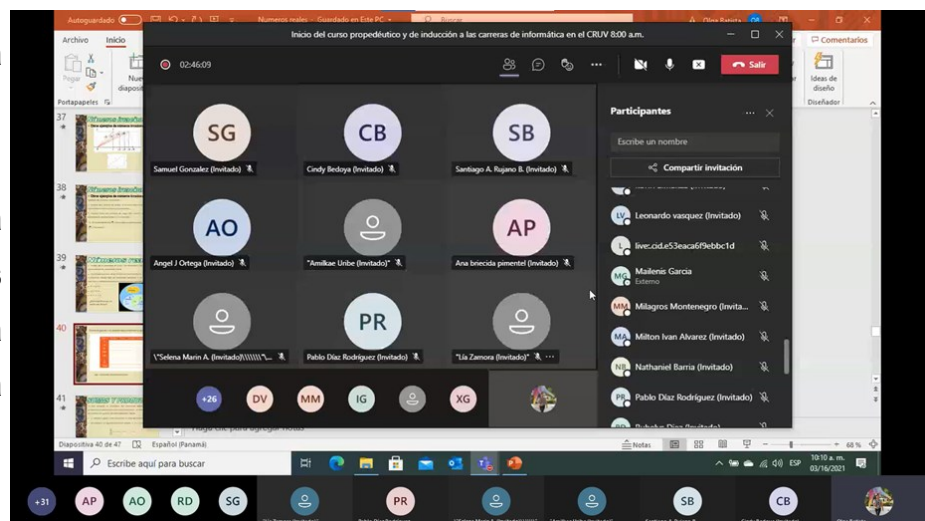 Autoguardado
Numeros reales - Guardado en Este PC
Buscar
Olga Batista
Archivo
Inicio
Comentarios
Inicio del curso propedéutico y de inducción a las carreras de informática en el CRUV 8:00 a.m.
02:46:09
Salir
Pegar
Portapapeles
Ideas de
diseño
Diseñador
SG
CB
SB
Samuel Gonzalez (Invitado)
Cindy Bedoya (Invitado)
Santiago A. Rujano B. (Invitado)
AO
AP
Angel J Ortega (Invitado)
"Amilkae Uribe (Invitado)"
Ana briecida pimentel (Invitado)
PR
\"Selena Marin A. (Invitado)\\\\\\\"\...
Pablo Díaz Rodríguez (Invitado)
"Lía Zamora (Invitado)"
+26
DV
MM
IG
XG
Participantes
Escribe un nombre
Compartir invitación
LV
Leonardo vasquez (Invitado)
L
live:.cid.e53eaca6f9ebbc1d
MG
Mailenis Garcia
Externo
MM
Milagros Montenegro (Invita...
MA
Milton Ivan Alvarez (Invitado)
NB
Nathaniel Barria (Invitado)
PR
Pablo Díaz Rodríguez (Invitado)
37
38
39
40
41
Diapositiva 40 de 47
Español (Panamá)
Notas
68 %
Escribe aquí para buscar
ESP
10:10 a. m.
03/16/2021
+31
AP
AO
RD
SG
PR
SB
CB